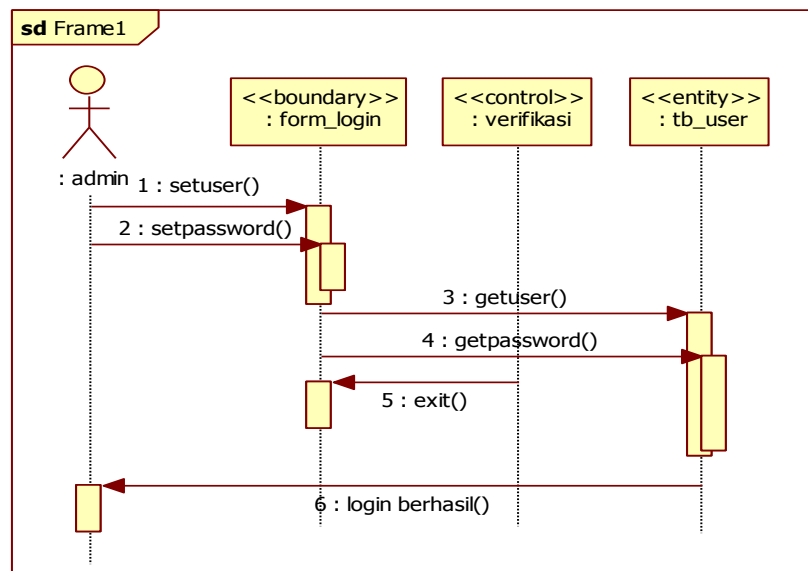 sd Frame1
<<boundary>>
: form_login
<<control>>
: verifikasi
<<entity>>
: tb_user
: admin
1 : setuser()
2 : setpassword()
3 : getuser()
4 : getpassword()
5 : exit()
6 : login berhasil()